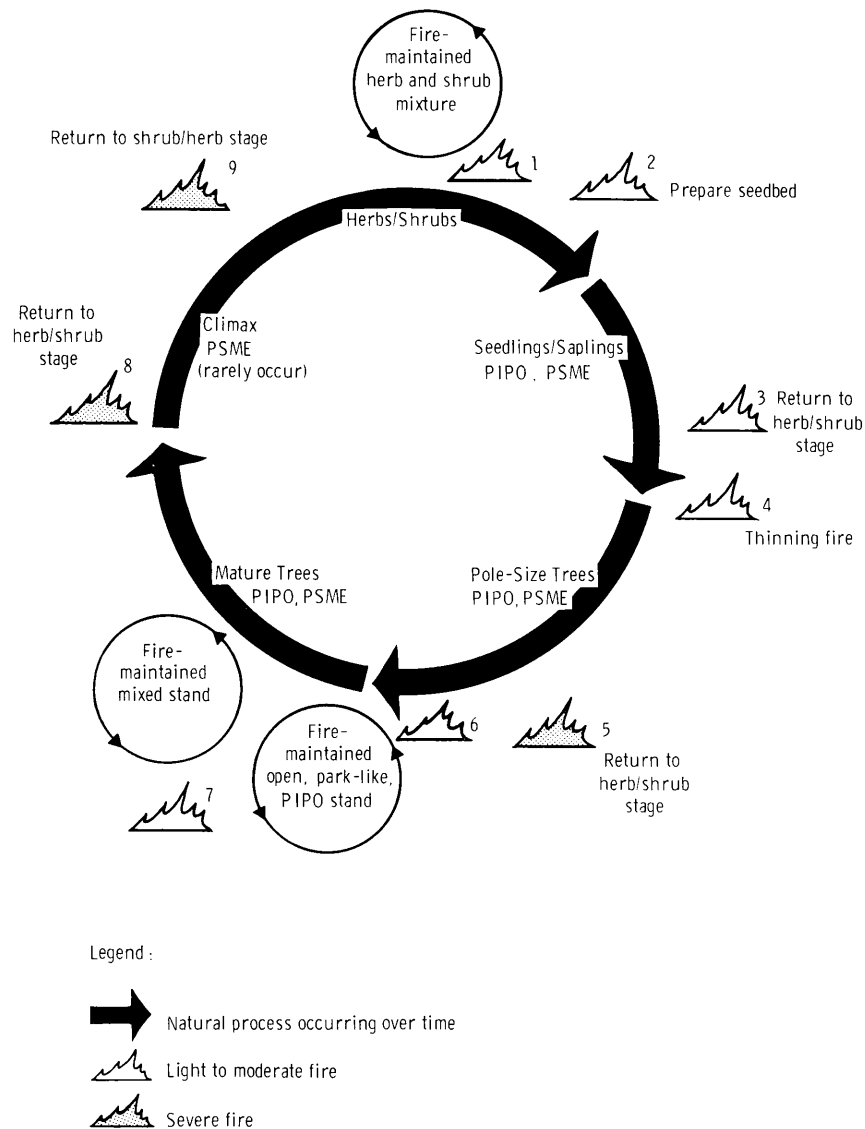 Fire-
maintained
herb and shrub
mixture
Return to shrub/herb stage
9
1
2
Prepare seedbed
Herbs/Shrubs
Return to
herb/shrub
stage
8
Climax
PSME
(rarely occur)
Seedlings/Saplings
PIPO, PSME
3 Return to
herb/shrub
stage
4
Thinning fire
Mature Trees
PIPO, PSME
Pole-Size Trees
PIPO, PSME
Fire-
maintained
mixed stand
7
Fire-
maintained
open, park-like,
PIPO stand
6
5
Return to
herb/shrub
stage
Legend :
Natural process occurring over time
Light to moderate fire
Severe fire